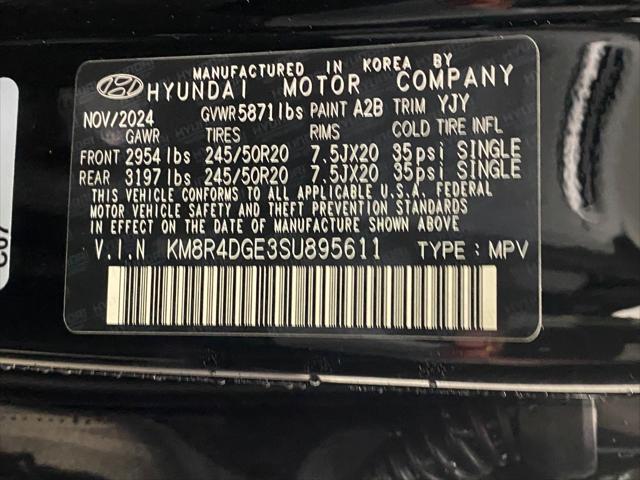 MANUFACTURED IN KOREA BY
HYUNDAI MOTOR COMPANY
NOV/2024 GVWR 5871lbs PAINT A2B TRIM YJY
GAWR TIRES RIMS COLD TIRE INFL
FRONT 2954 lbs 245/50R20 7.5JX20 35psi SINGLE
REAR 3197 lbs 245/50R20 7.5JX20 35psi SINGLE
THIS VEHICLE CONFORMS TO ALL APPLICABLE U.S.A. FEDERAL
MOTOR VEHICLE SAFETY AND THEFT PREVENTION STANDARDS
IN EFFECT ON THE DATE OF MANUFACTURE SHOWN ABOVE.
V.I.N KM8R4DGE3SU895611 TYPE: MPV